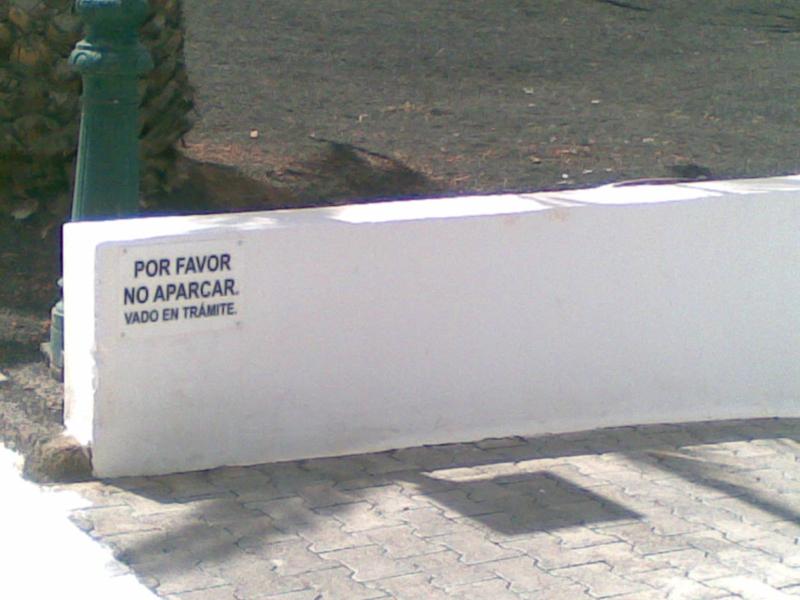 POR FAVOR
NO APARCAR.
VADO EN TRÁMITE.